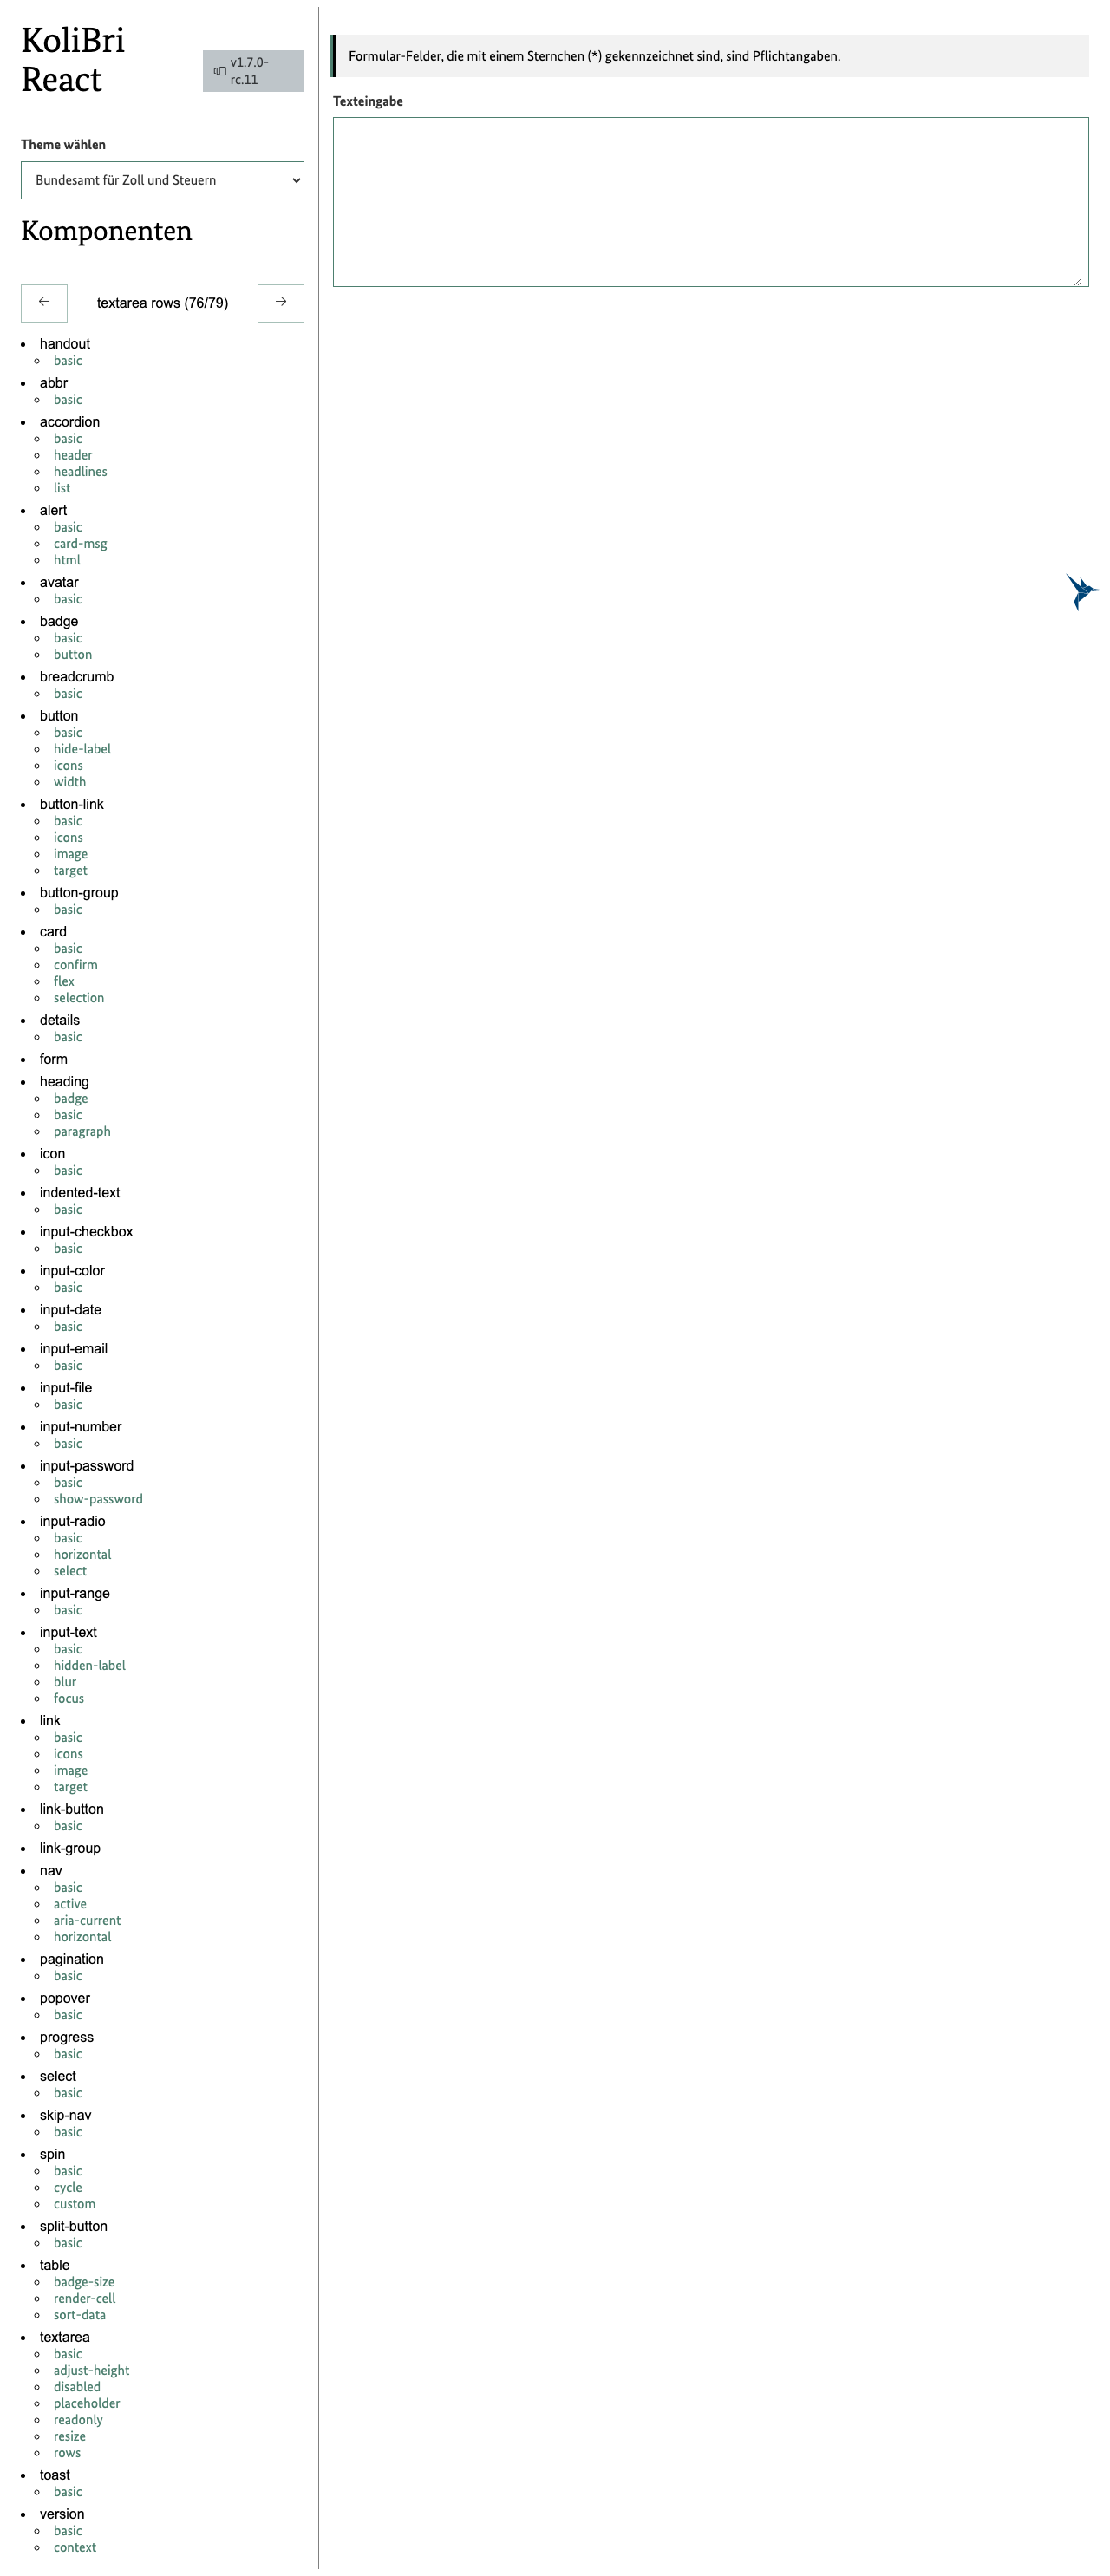 KoliBri
React
v1.7.0-
rc.11
Theme wählen
Bundesamt für Zoll und Steuern
Komponenten
textarea rows (76/79)
handout
basic
abbr
basic
accordion
basic
header
headlines
list
alert
basic
card-msg
html
avatar
basic
badge
basic
button
breadcrumb
basic
button
basic
hide-label
icons
width
button-link
basic
icons
image
target
button-group
basic
card
basic
confirm
flex
selection
details
basic
form
heading
badge
basic
paragraph
icon
basic
indented-text
basic
input-checkbox
basic
input-color
basic
input-date
basic
input-email
basic
input-file
basic
input-number
basic
input-password
basic
show-password
input-radio
basic
horizontal
select
input-range
basic
input-text
basic
hidden-label
blur
focus
link
basic
icons
image
target
link-button
basic
link-group
nav
basic
active
aria-current
horizontal
pagination
basic
popover
basic
progress
basic
select
basic
skip-nav
basic
spin
basic
cycle
custom
split-button
basic
table
badge-size
render-cell
sort-data
textarea
basic
adjust-height
disabled
placeholder
readonly
resize
rows
toast
basic
version
basic
context
Formular-Felder, die mit einem Sternchen (*) gekennzeichnet sind, sind Pflichtangaben.
Texteingabe